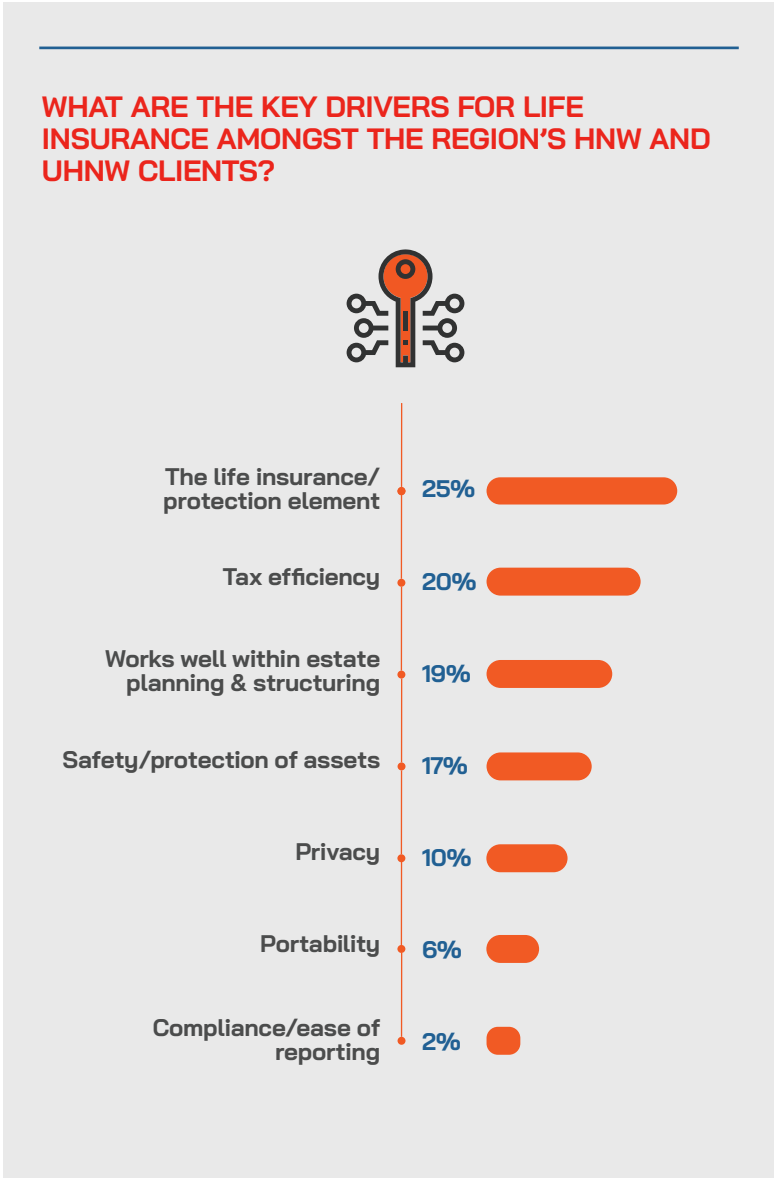 WHAT ARE THE KEY DRIVERS FOR LIFE
INSURANCE AMONGST THE REGION’S HNW AND
UHNW CLIENTS?
The life insurance/
protection element
25%
Tax efficiency
20%
Works well within estate
planning & structuring
19%
Safety/protection of assets
17%
Privacy
10%
Portability
6%
Compliance/ease of
reporting
2%